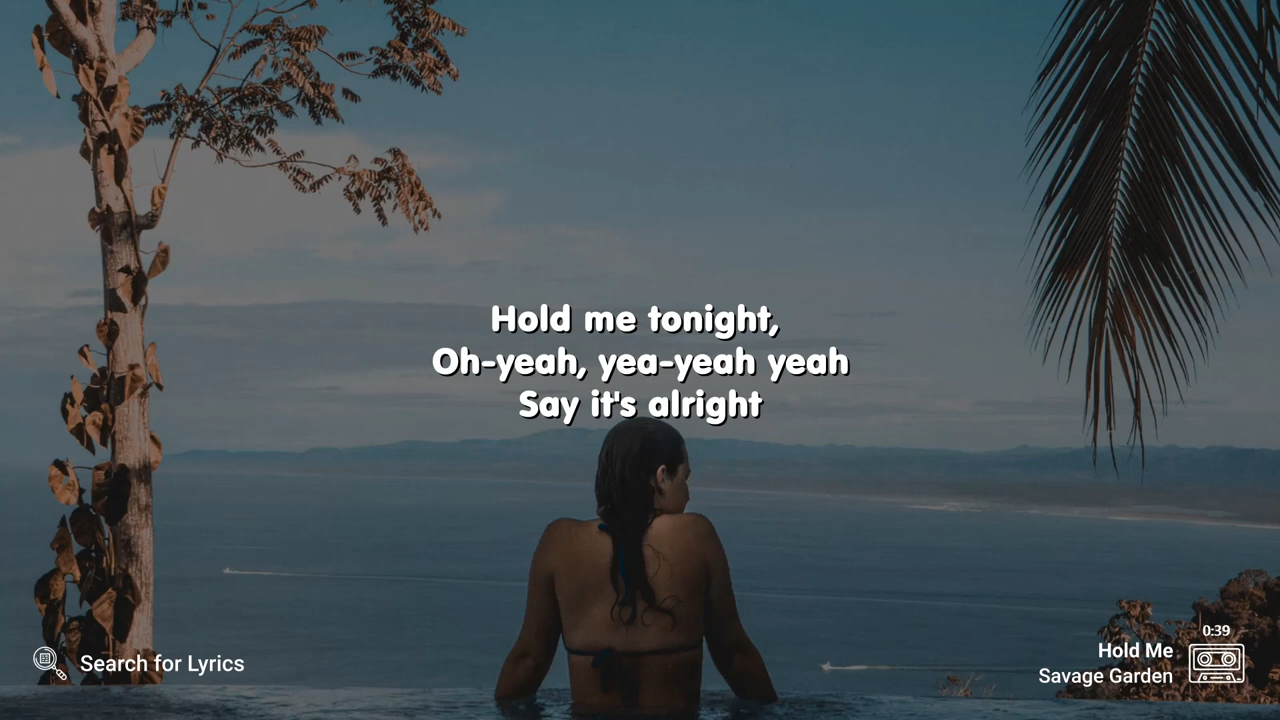 Hold me tonight,
Oh-yeah, yea-yeah yeah
Say it's alright
Search for Lyrics
0:39
Hold Me
Savage Garden